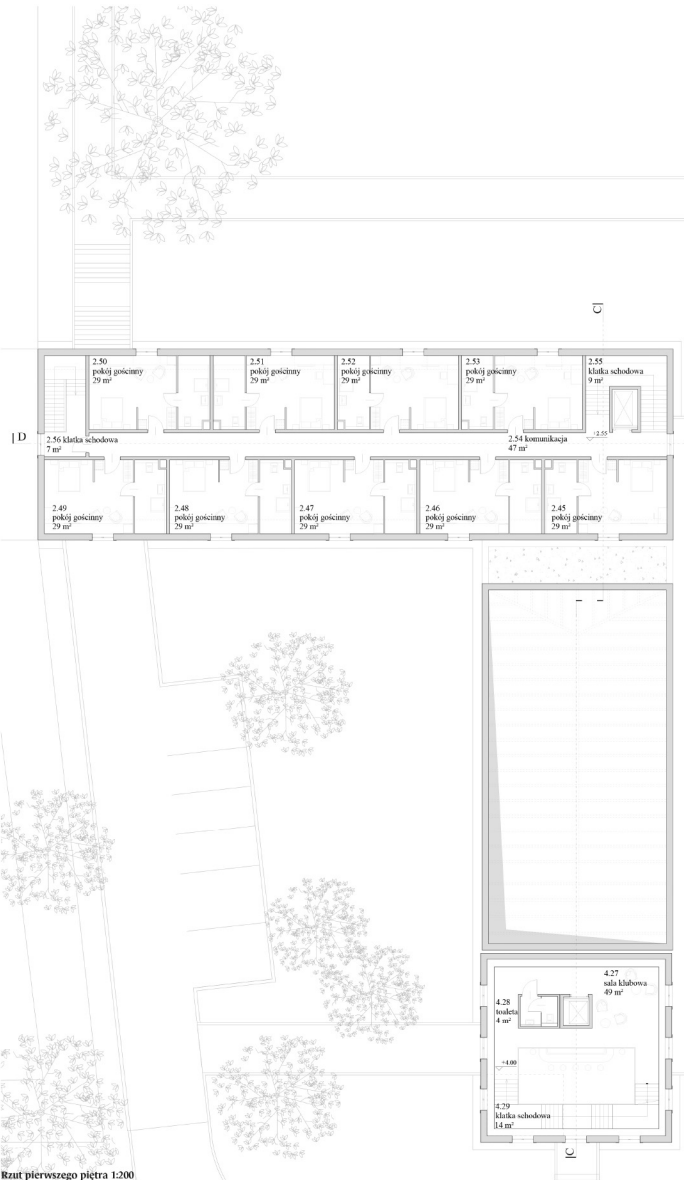 C
2.50
pokój gościnny
29 m²
2.51
pokój gościnny
29 m²
2.52
pokój gościnny
29 m²
2.53
pokój gościnny
29 m²
2.55
klatka schodowa
9 m²
D
2.56 klatka schodowa
7 m²
2.54 komunikacja
47 m²
+2.55
2.49
pokój gościnny
29 m²
2.48
pokój gościnny
29 m²
2.47
pokój gościnny
29 m²
2.46
pokój gościnny
29 m²
2.45
pokój gościnny
29 m²
4.27
sala klubowa
49 m²
4.28
toaleta
4 m²
+4.00
4.29
klatka schodowa
14 m²
C
Rzut pierwszego piętra 1:200